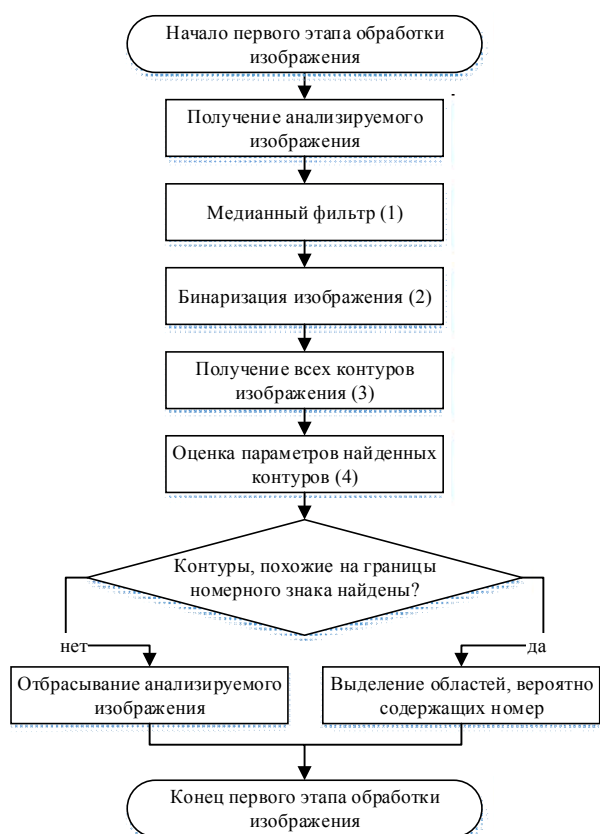 Начало первого этапа обработки
изображения
Получение анализируемого
изображения
Медианный фильтр (1)
Бинаризация изображения (2)
Получение всех контуров
изображения (3)
Оценка параметров найденных
контуров (4)
Контуры, похожие на границы
номерного знака найдены?
нет
да
Отбрасывание анализируемого
изображения
Выделение областей, вероятно
содержащих номер
Конец первого этапа обработки
изображения